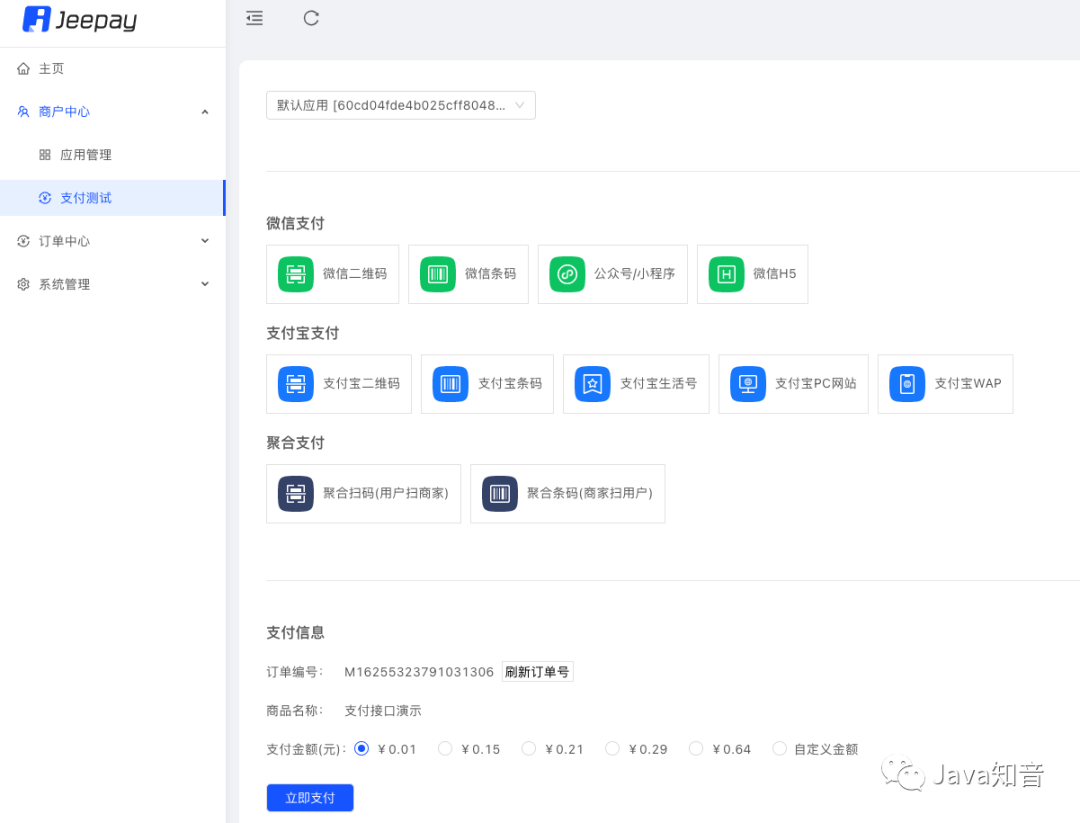 Jeepay
主页
商户中心
应用管理
支付测试
订单中心
系统管理
默认应用 [60cd04fde4b025cff8048...
微信支付
微信二维码 微信条码 公众号/小程序 微信H5
支付宝支付
支付宝二维码 支付宝条码 支付宝生活号 支付宝PC网站 支付宝WAP
聚合支付
聚合扫码(用户扫商家) 聚合条码(商家扫用户)
支付信息
订单编号: M16255323791031306 刷新订单号
商品名称: 支付接口演示
支付金额(元): ¥0.01 ¥0.15 ¥0.21 ¥0.29 ¥0.64 自定义金额
立即支付
Java知音